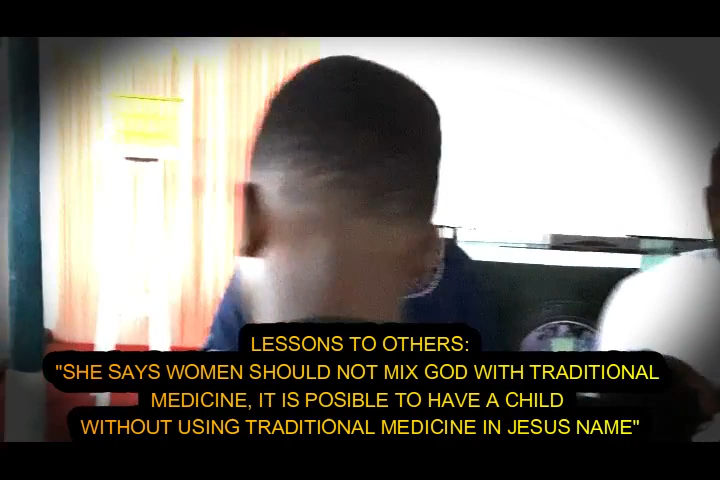 LESSONS TO OTHERS:
"SHE SAYS WOMEN SHOULD NOT MIX GOD WITH TRADITIONAL
MEDICINE, IT IS POSIBLE TO HAVE A CHILD
WITHOUT USING TRADITIONAL MEDICINE IN JESUS NAME"